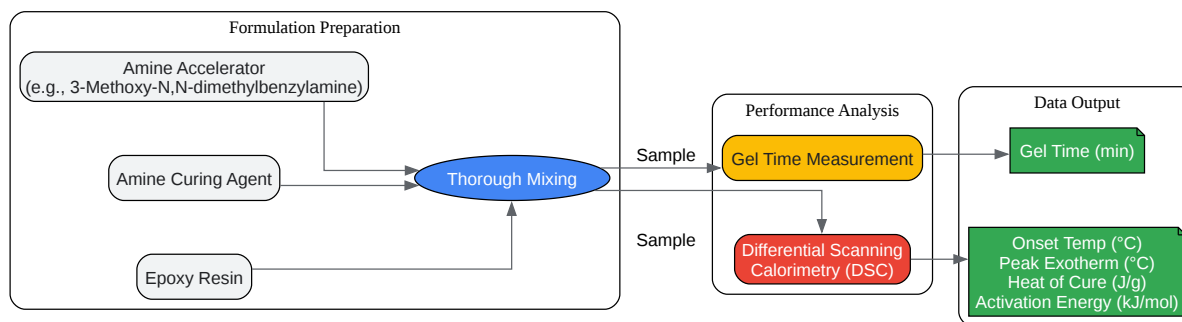 Formulation Preparation
Amine Accelerator
(e.g., 3-Methoxy-N,N-dimethylbenzylamine)
Amine Curing Agent
Epoxy Resin
Thorough Mixing
Sample
Sample
Performance Analysis
Gel Time Measurement
Differential Scanning
Calorimetry (DSC)
Data Output
Gel Time (min)
Onset Temp (°C)
Peak Exotherm (°C)
Heat of Cure (J/g)
Activation Energy (kJ/mol)